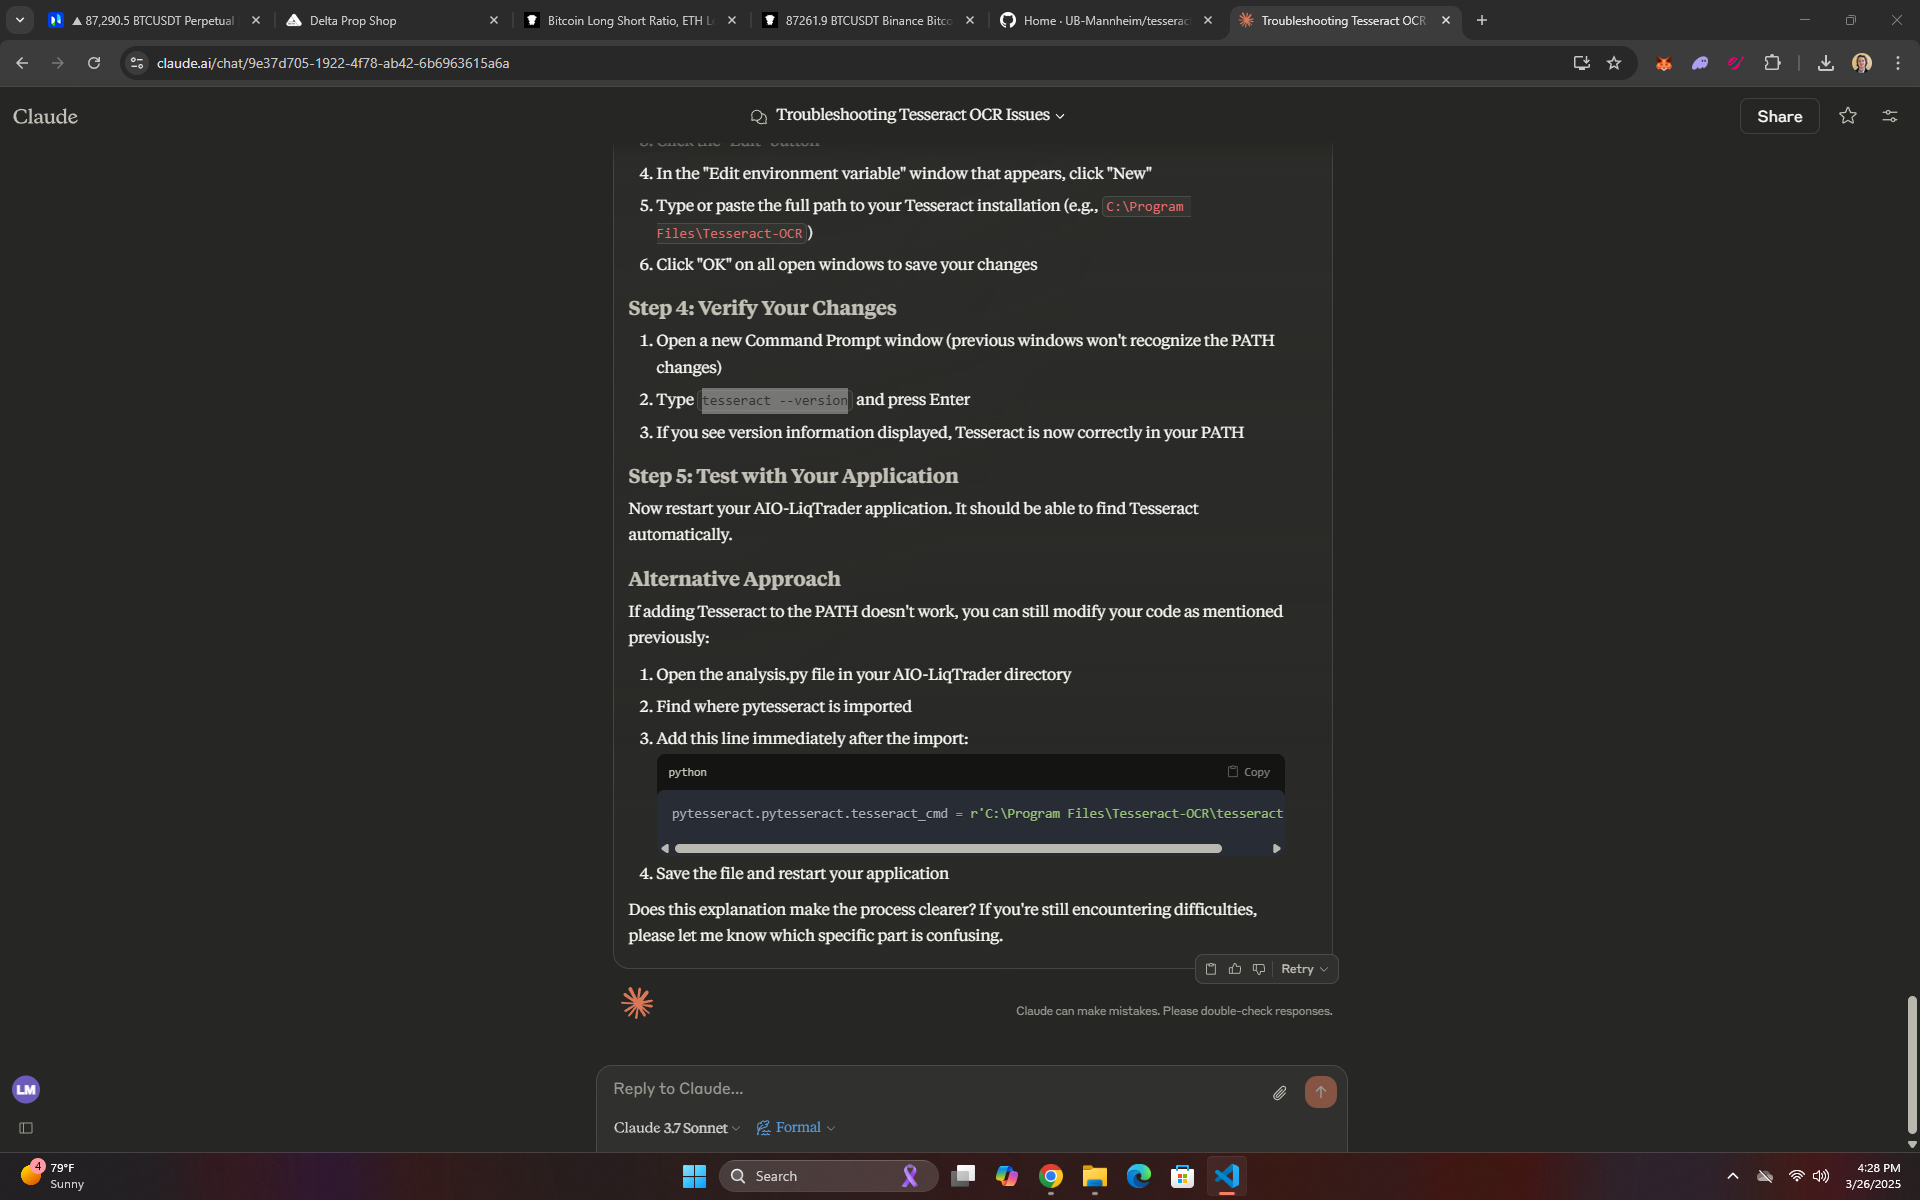 ▲ 87,290.5 BTCUSDT Perpetual
Delta Prop Shop
Bitcoin Long Short Ratio, ETH L
87261.9 BTCUSDT Binance Bitco
Home · UB-Mannheim/tesserac
Troubleshooting Tesseract OCR
claude.ai/chat/9e37d705-1922-4f78-ab42-6b6963615a6a
Claude
Troubleshooting Tesseract OCR Issues
Share
3. Click the "Edit" button
4. In the "Edit environment variable" window that appears, click "New"
5. Type or paste the full path to your Tesseract installation (e.g., C:\Program
Files\Tesseract-OCR)
6. Click "OK" on all open windows to save your changes
Step 4: Verify Your Changes
1. Open a new Command Prompt window (previous windows won't recognize the PATH
changes)
2. Type tesseract --version and press Enter
3. If you see version information displayed, Tesseract is now correctly in your PATH
Step 5: Test with Your Application
Now restart your AIO-LiqTrader application. It should be able to find Tesseract
automatically.
Alternative Approach
If adding Tesseract to the PATH doesn't work, you can still modify your code as mentioned
previously:
1. Open the analysis.py file in your AIO-LiqTrader directory
2. Find where pytesseract is imported
3. Add this line immediately after the import:
python
Copy
pytesseract.pytesseract.tesseract_cmd = r'C:\Program Files\Tesseract-OCR\tesseract
4. Save the file and restart your application
Does this explanation make the process clearer? If you're still encountering difficulties,
please let me know which specific part is confusing.
Retry
Claude can make mistakes. Please double-check responses.
LM
Reply to Claude...
Claude 3.7 Sonnet
Formal
4
79°F
Sunny
Search
4:28 PM
3/26/2025